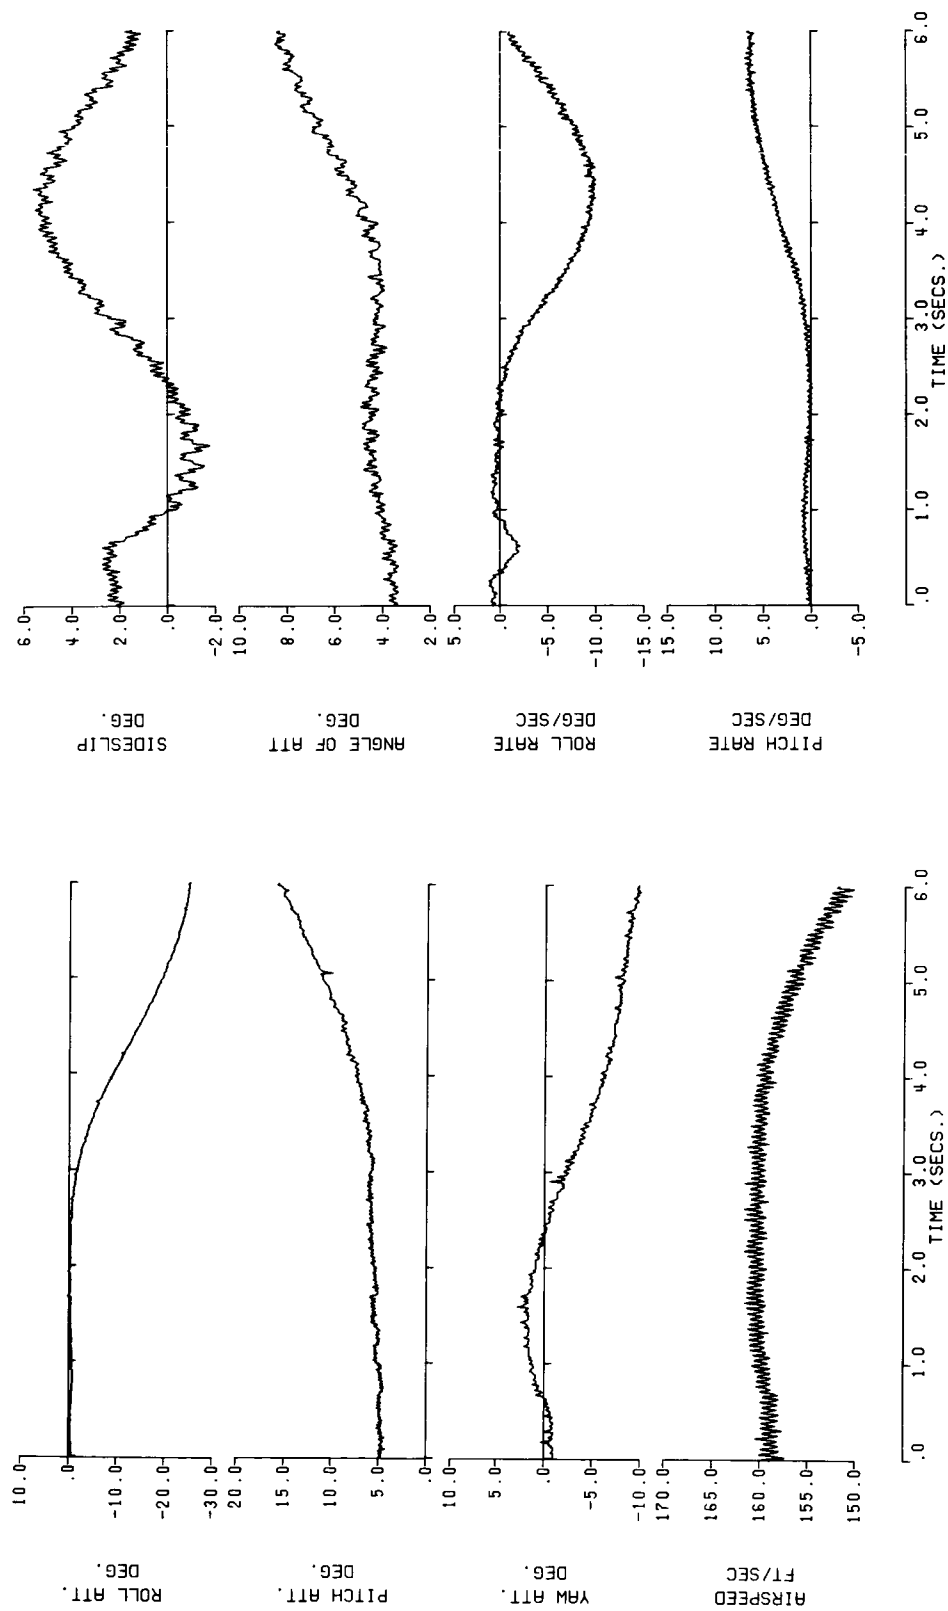 ROLL ATT.
DEG.
10.0
.0
-10.0
-20.0
-30.0
PITCH ATT.
DEG.
20.0
15.0
10.0
5.0
.0
YAW ATT.
DEG.
10.0
5.0
.0
-5.0
-10.0
AIRSPEED
FT/SEC
170.0
165.0
160.0
155.0
150.0
.0 1.0 2.0 3.0 4.0 5.0 6.0
TIME (SECS.)
SIDESLIP
DEG.
6.0
4.0
2.0
.0
-2.0
ANGLE OF ATT
DEG.
10.0
8.0
6.0
4.0
2.0
ROLL RATE
DEG/SEC
5.0
.0
-5.0
-10.0
-15.0
PITCH RATE
DEG/SEC
15.0
10.0
5.0
.0
-5.0
.0 1.0 2.0 3.0 4.0 5.0 6.0
TIME (SECS.)